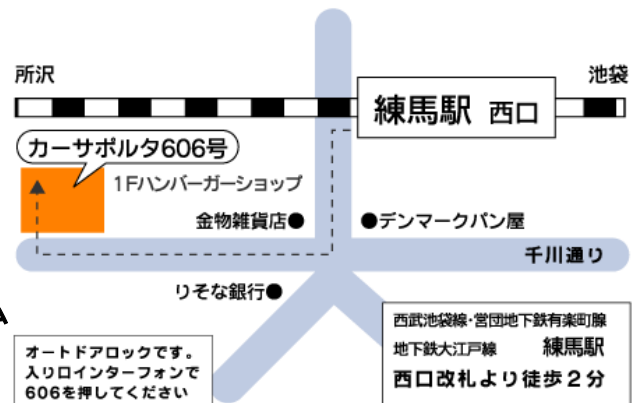 所沢
池袋
練馬駅 西口
カーサポルタ606号
1Fハンバーガーショップ
金物雑貨店●
●デンマークパン屋
千川通り
りそな銀行●
オートドアロックです。
入り口インターフォンで
606を押してください
西武池袋線・営団地下鉄有楽町腺
地下鉄大江戸線 練馬駅
西口改札より徒歩2分